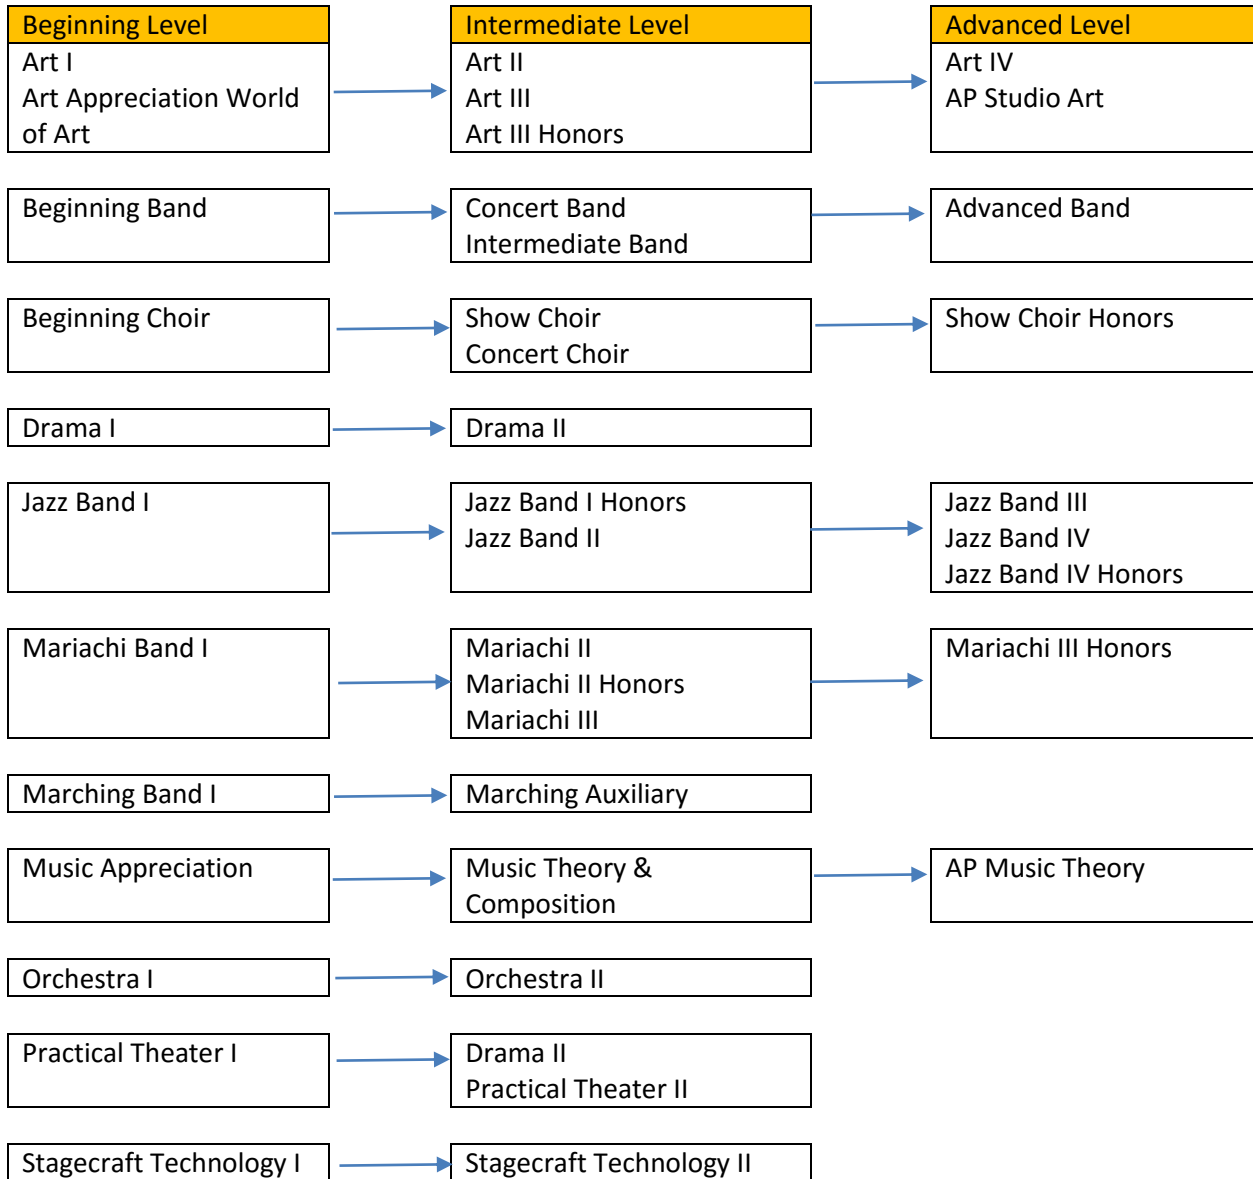 Beginning Level
Intermediate Level
Advanced Level
Art I
Art Appreciation World
of Art
Art II
Art III
Art III Honors
Art IV
AP Studio Art
Beginning Band
Concert Band
Intermediate Band
Advanced Band
Beginning Choir
Show Choir
Concert Choir
Show Choir Honors
Drama I
Drama II
Jazz Band I
Jazz Band I Honors
Jazz Band II
Jazz Band III
Jazz Band IV
Jazz Band IV Honors
Mariachi Band I
Mariachi II
Mariachi II Honors
Mariachi III
Mariachi III Honors
Marching Band I
Marching Auxiliary
Music Appreciation
Music Theory &
Composition
AP Music Theory
Orchestra I
Orchestra II
Practical Theater I
Drama II
Practical Theater II
Stagecraft Technology I
Stagecraft Technology II